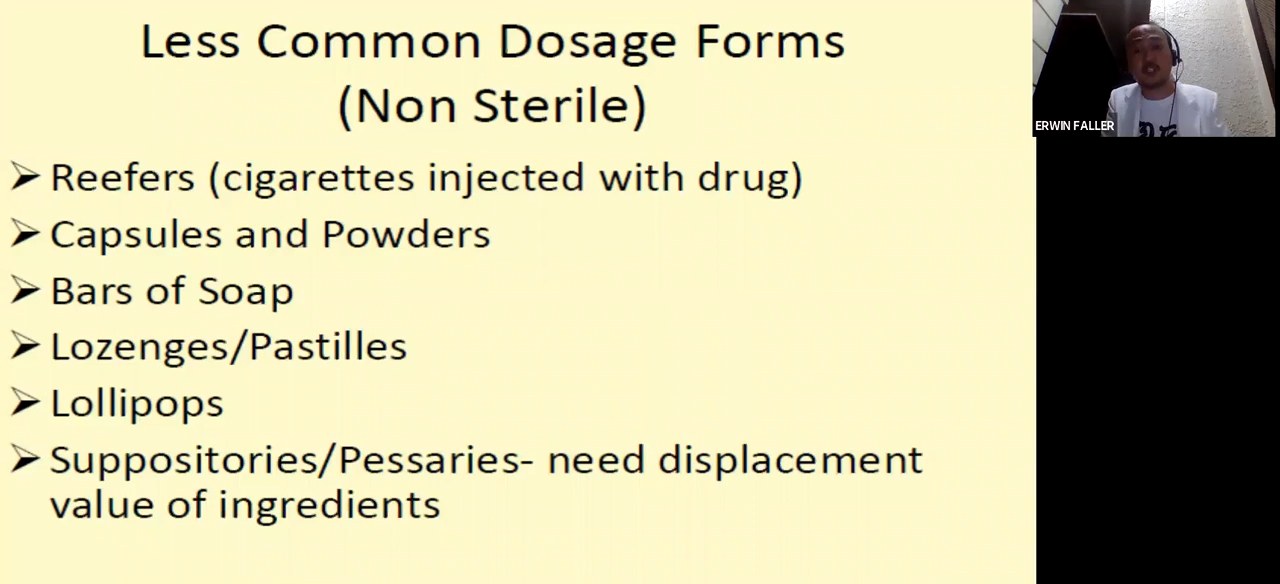 Less Common Dosage Forms
(Non Sterile)
Reefers (cigarettes injected with drug)
Capsules and Powders
Bars of Soap
Lozenges/Pastilles
Lollipops
Suppositories/Pessaries- need displacement
value of ingredients
ERWIN FALLER